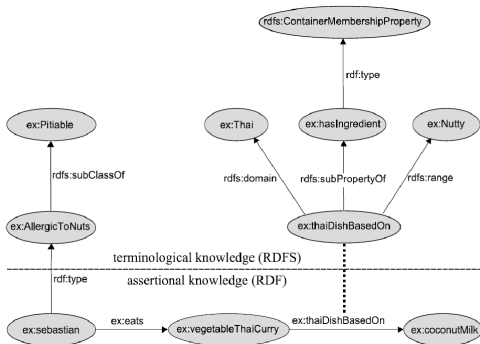 rdfs:ContainerMembershipProperty
rdf:type
ex:Pitiable
ex:Thai
ex:hasIngredient
ex:Nutty
rdfs:subClassOf
rdfs:domain
rdfs:subPropertyOf
rdfs:range
ex:AllergicToNuts
ex:thaiDishBasedOn
terminological knowledge (RDFS)
rdf:type
assertional knowledge (RDF)
ex:sebastian
ex:eats
ex:vegetableThaiCurry
ex:thaiDishBasedOn
ex:coconutMilk